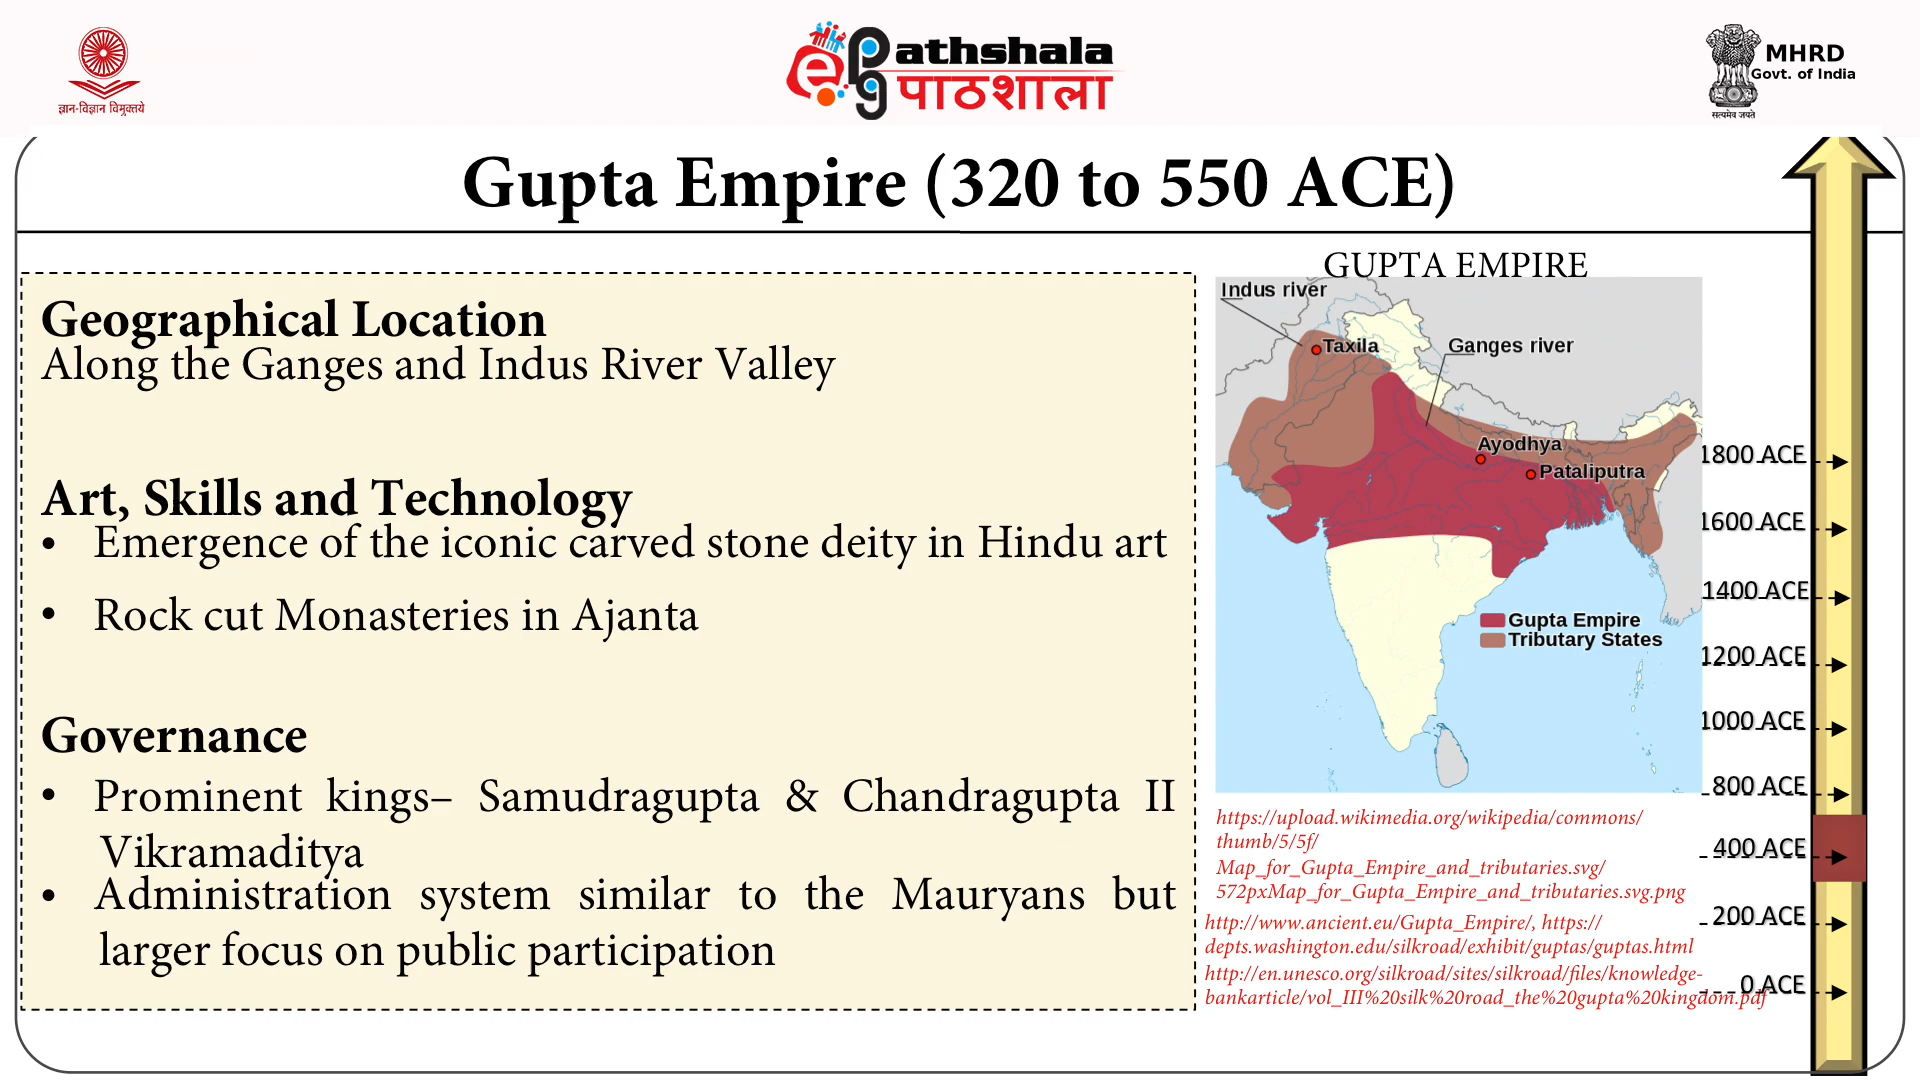 ज्ञान-विज्ञान विमुक्तये
ePG Pathshala
पाठशाला
MHRD
Govt. of India
सत्यमेव जयते
Gupta Empire (320 to 550 ACE)
Geographical Location
Along the Ganges and Indus River Valley
Art, Skills and Technology
• Emergence of the iconic carved stone deity in Hindu art
• Rock cut Monasteries in Ajanta
Governance
• Prominent kings– Samudragupta & Chandragupta II
Vikramaditya
• Administration system similar to the Mauryans but
larger focus on public participation
GUPTA EMPIRE
Indus river
Taxila
Ganges river
Ayodhya
Pataliputra
Gupta Empire
Tributary States
https://upload.wikimedia.org/wikipedia/commons/
thumb/5/5f/
Map_for_Gupta_Empire_and_tributaries.svg/
572pxMap_for_Gupta_Empire_and_tributaries.svg.png
http://www.ancient.eu/Gupta_Empire/, https://
depts.washington.edu/silkroad/exhibit/guptas/guptas.html
http://en.unesco.org/silkroad/sites/silkroad/files/knowledge-
bankarticle/vol_III%20silk%20road_the%20gupta%20kingdom.pdf
1800 ACE
1600 ACE
1400 ACE
1200 ACE
1000 ACE
800 ACE
400 ACE
200 ACE
0 ACE